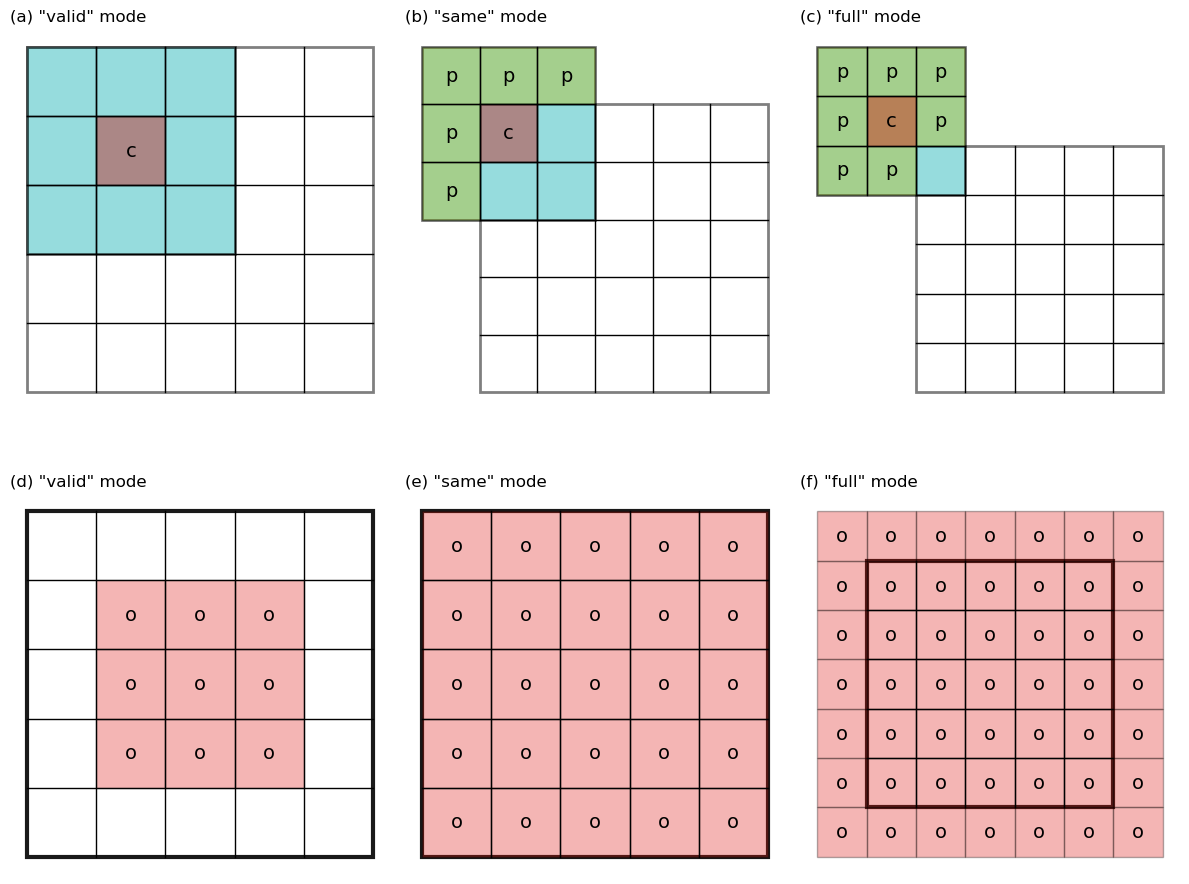 (a) "valid" mode
(b) "same" mode
(c) "full" mode
c
p p p
p c
p
p p p
p c p
p p
(d) "valid" mode
(e) "same" mode
(f) "full" mode
o o o
o o o
o o o
o o o o o
o o o o o
o o o o o
o o o o o
o o o o o
o o o o o o o
o o o o o o o
o o o o o o o
o o o o o o o
o o o o o o o
o o o o o o o
o o o o o o o